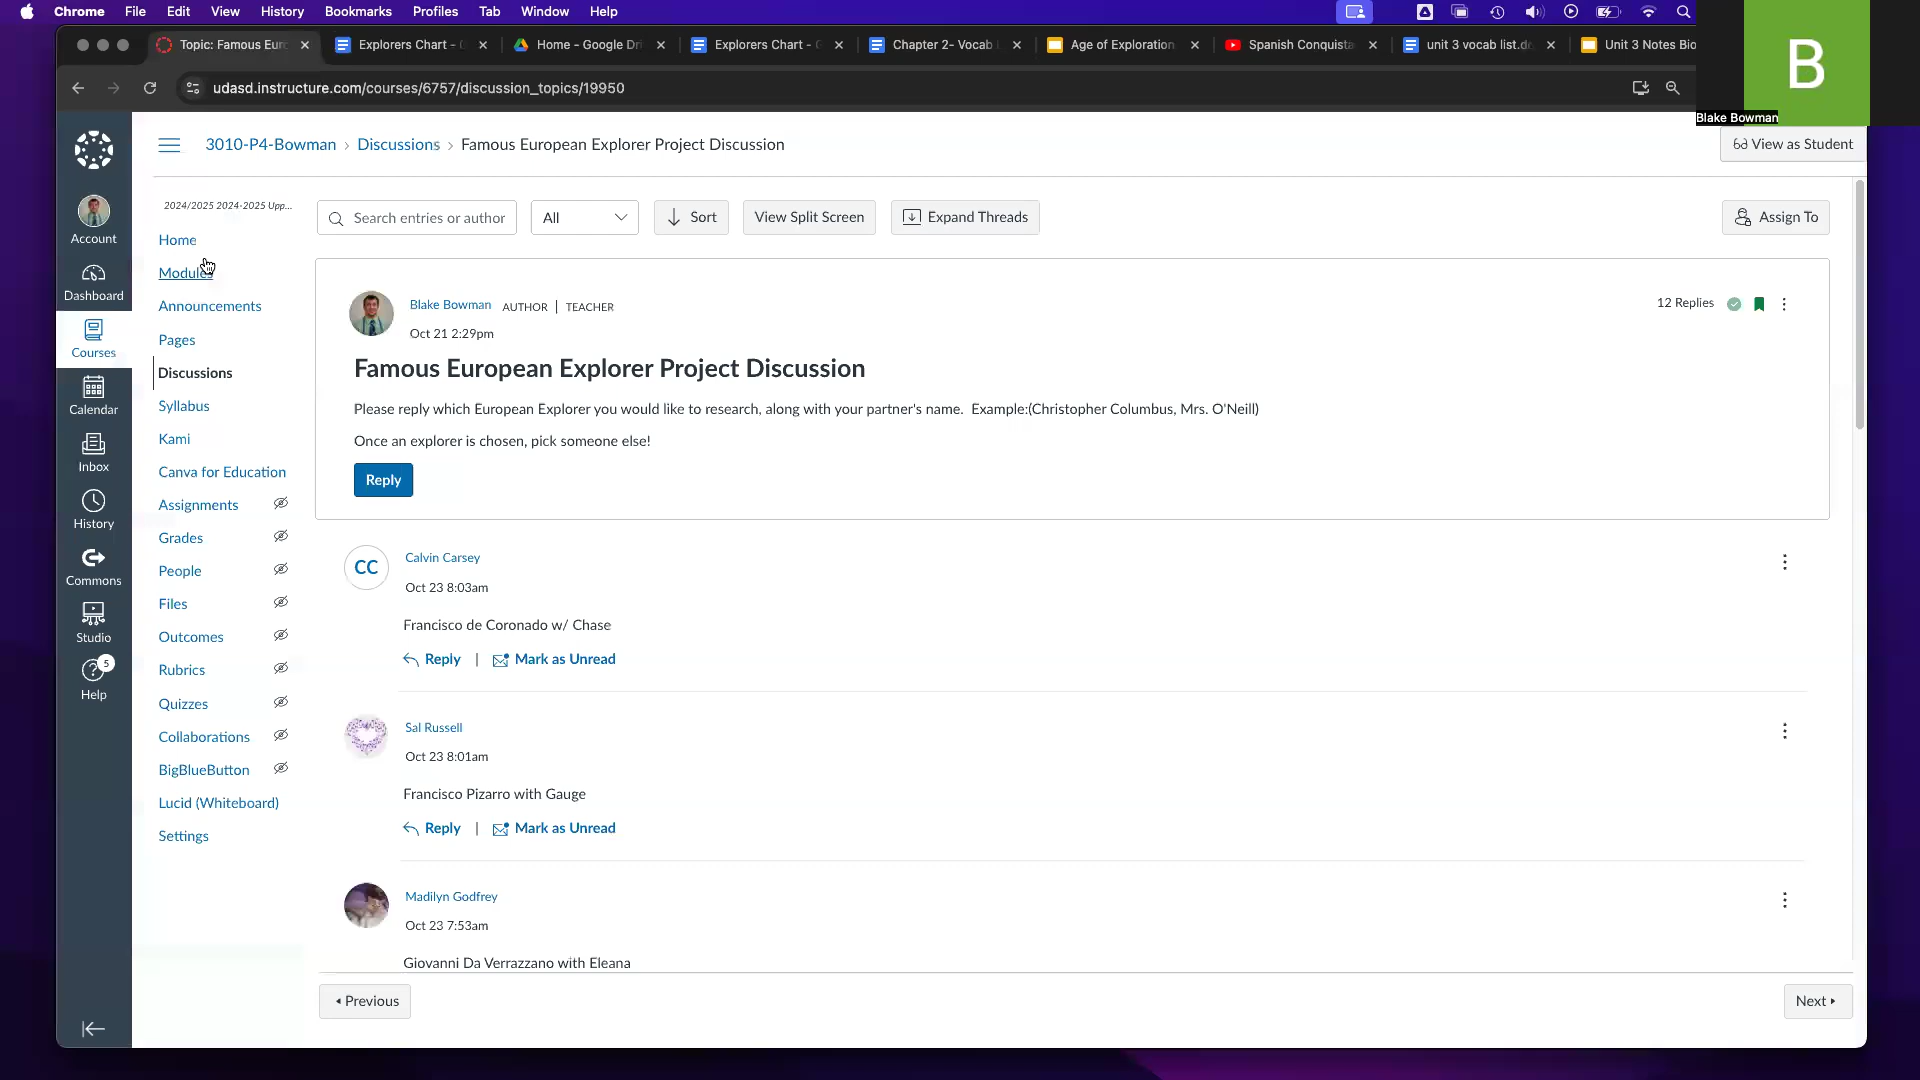 Chrome File Edit View History Bookmarks Profiles Tab Window Help
Topic: Famous Eur
Explorers Chart - G
Home - Google Dri
Explorers Chart - G
Chapter 2- Vocab L
Age of Exploration
Spanish Conquista
unit 3 vocab list.do
Unit 3 Notes Bio
B
Blake Bowman
udasd.instructure.com/courses/6757/discussion_topics/19950
3010-P4-Bowman › Discussions › Famous European Explorer Project Discussion
View as Student
Account
Dashboard
Courses
Calendar
Inbox
History
Commons
Studio
5
Help
2024/2025 2024-2025 Upp...
Home
Modules
Announcements
Pages
Discussions
Syllabus
Kami
Canva for Education
Assignments
Grades
People
Files
Outcomes
Rubrics
Quizzes
Collaborations
BigBlueButton
Lucid (Whiteboard)
Settings
Search entries or author
All
Sort
View Split Screen
Expand Threads
Assign To
Blake Bowman AUTHOR | TEACHER
12 Replies
Oct 21 2:29pm
Famous European Explorer Project Discussion
Please reply which European Explorer you would like to research, along with your partner's name. Example:(Christopher Columbus, Mrs. O'Neill)
Once an explorer is chosen, pick someone else!
Reply
CC
Calvin Carsey
Oct 23 8:03am
Francisco de Coronado w/ Chase
Reply | Mark as Unread
Sal Russell
Oct 23 8:01am
Francisco Pizarro with Gauge
Reply | Mark as Unread
Madilyn Godfrey
Oct 23 7:53am
Giovanni Da Verrazzano with Eleana
Previous
Next